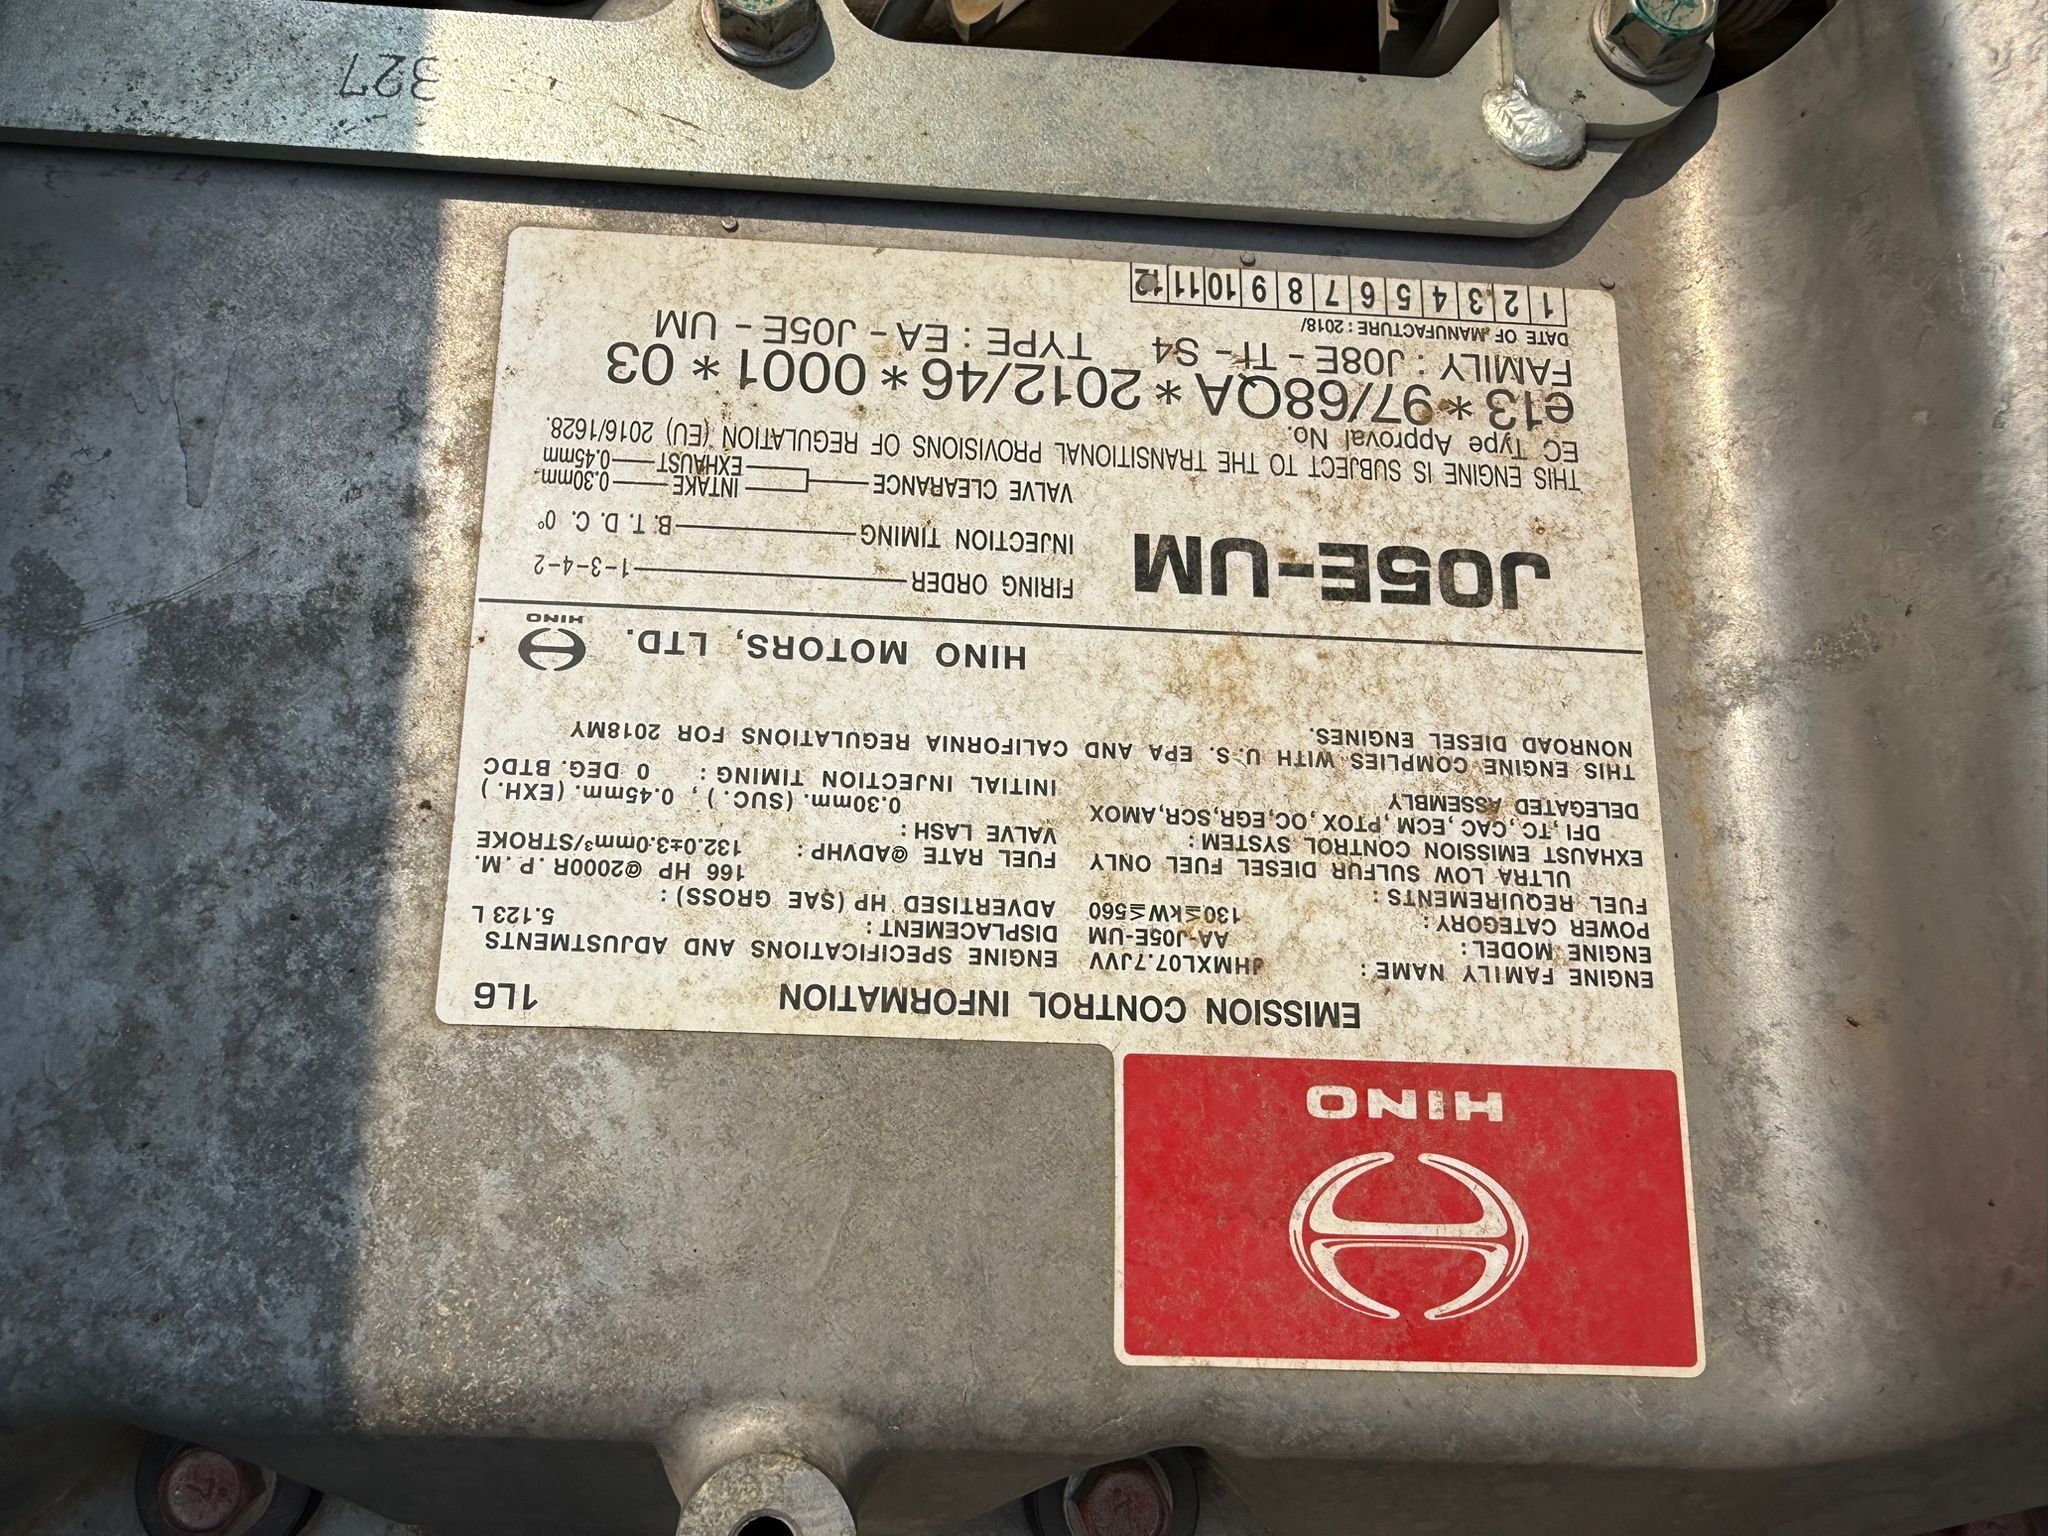 HINO
EMISSION CONTROL INFORMATION 1L6
ENGINE FAMILY NAME: JHMXL07.7JVV
ENGINE MODEL: AA-J05E-UM
POWER CATEGORY: 130≦kW≦560
FUEL REQUIREMENTS:
ULTRA LOW SULFUR DIESEL FUEL ONLY
EXHAUST EMISSION CONTROL SYSTEM:
DFI,TC,CAC,ECM,PTOX,OC,EGR,SCR,AMOX
DELEGATED ASSEMBLY
ENGINE SPECIFICATIONS AND ADJUSTMENTS
DISPLACEMENT: 5.123 L
ADVERTISED HP (SAE GROSS):
166 HP @2000R.P.M.
FUEL RATE @ADVHP: 132.0±3.0mm³/STROKE
VALVE LASH:
0.30mm.(SUC.), 0.45mm.(EXH.)
INITIAL INJECTION TIMING: 0 DEG.BTDC
THIS ENGINE COMPLIES WITH U.S. EPA AND CALIFORNIA REGULATIONS FOR 2018MY
NONROAD DIESEL ENGINES.
HINO MOTORS, LTD. HINO
J05E-UM
FIRING ORDER 1-3-4-2
INJECTION TIMING B.T.D.C. 0°
VALVE CLEARANCE INTAKE 0.30mm
EXHAUST 0.45mm
THIS ENGINE IS SUBJECT TO THE TRANSITIONAL PROVISIONS OF REGULATION (EU) 2016/1628.
EC Type Approval No.
e13*97/68QA*2012/46*0001*03
FAMILY: J08E-TI-S4 TYPE: EA-J05E-UM
DATE OF MANUFACTURE: 2018/
1 2 3 4 5 6 7 8 9 10 11 12
327